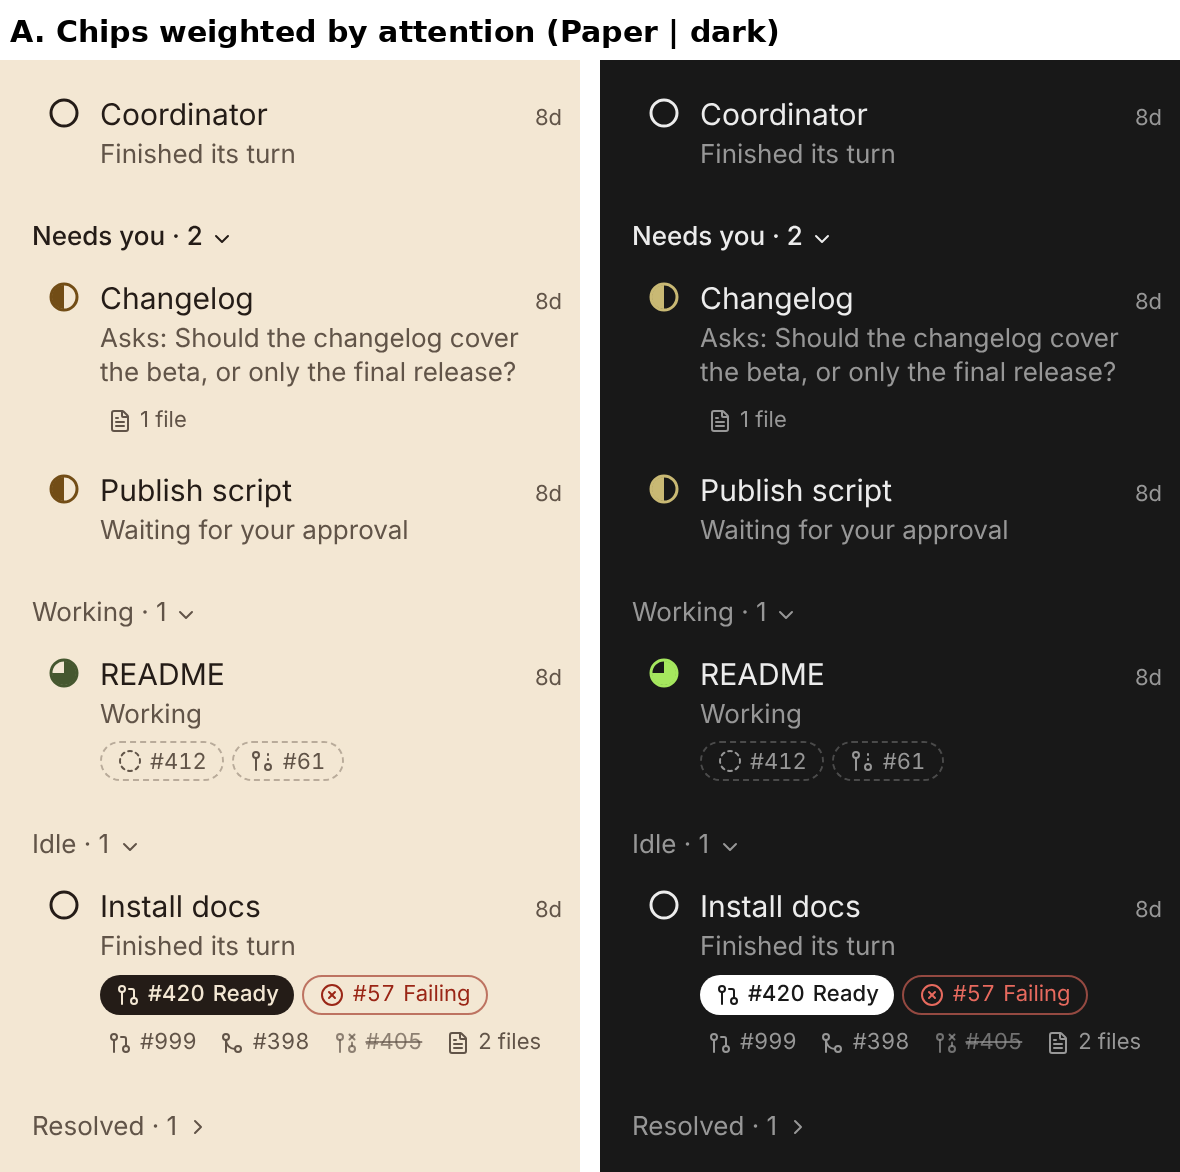 A. Chips weighted by attention (Paper | dark)
Coordinator 8d
Finished its turn
Needs you · 2
Changelog 8d
Asks: Should the changelog cover
the beta, or only the final release?
1 file
Publish script 8d
Waiting for your approval
Working · 1
README 8d
Working
#412 #61
Idle · 1
Install docs 8d
Finished its turn
#420 Ready #57 Failing
#999 #398 #405 2 files
Resolved · 1
Coordinator 8d
Finished its turn
Needs you · 2
Changelog 8d
Asks: Should the changelog cover
the beta, or only the final release?
1 file
Publish script 8d
Waiting for your approval
Working · 1
README 8d
Working
#412 #61
Idle · 1
Install docs 8d
Finished its turn
#420 Ready #57 Failing
#999 #398 #405 2 files
Resolved · 1